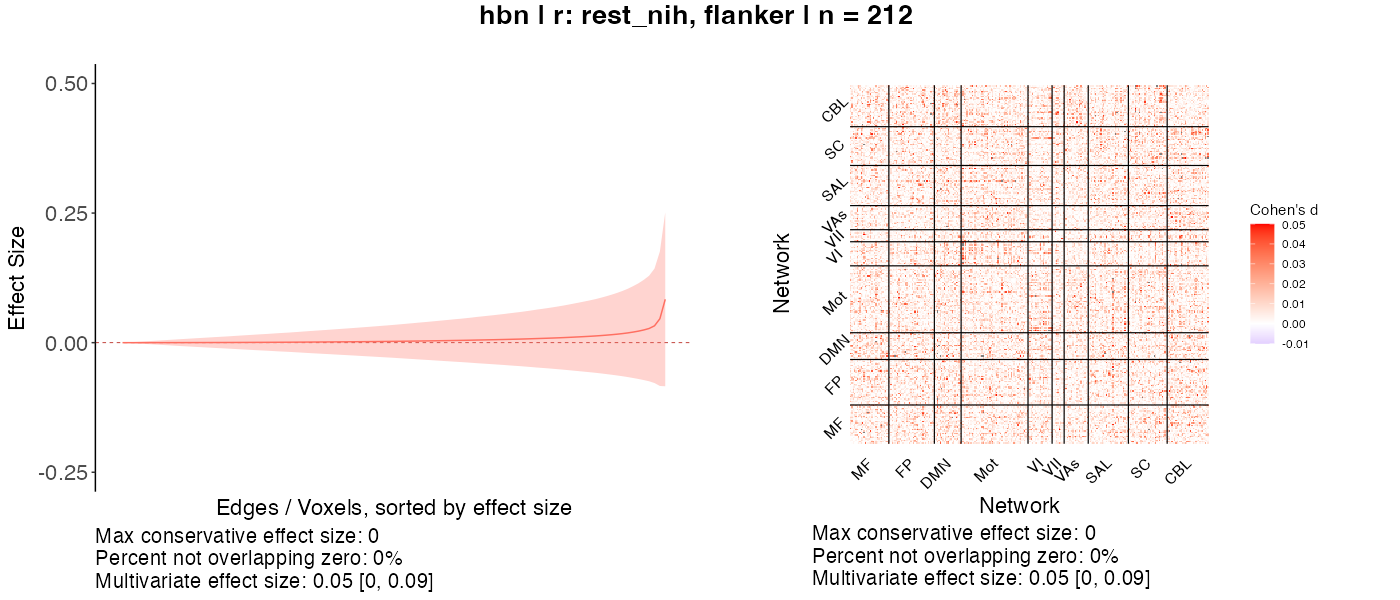 hbn | r: rest_nih, flanker | n = 212
0.50
0.25
0.00
-0.25
Effect Size
Edges / Voxels, sorted by effect size
Max conservative effect size: 0
Percent not overlapping zero: 0%
Multivariate effect size: 0.05 [0, 0.09]
Network
CBL
SC
SAL
VAs
VII
VI
Mot
DMN
FP
MF
MF
FP
DMN
Mot
VI
VII
VAs
SAL
SC
CBL
Network
Max conservative effect size: 0
Percent not overlapping zero: 0%
Multivariate effect size: 0.05 [0, 0.09]
Cohen's d
0.05
0.04
0.03
0.02
0.01
0.00
-0.01